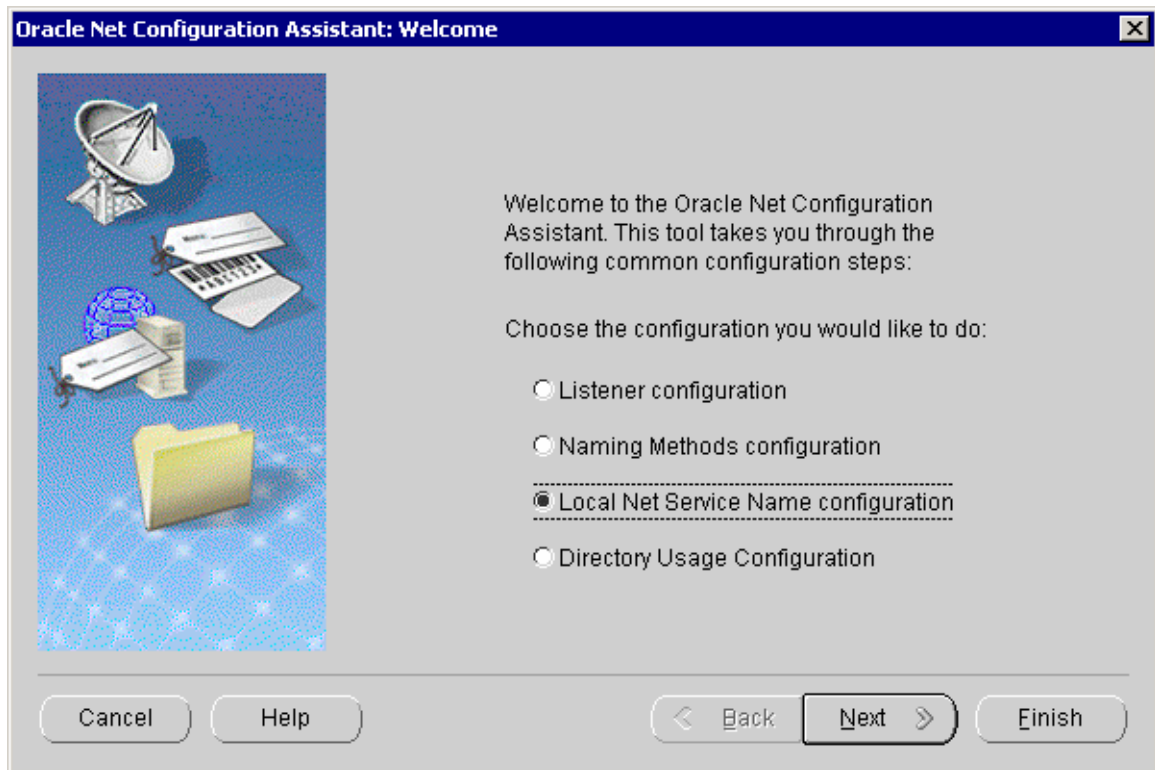 Oracle Net Configuration Assistant: Welcome
Welcome to the Oracle Net Configuration
Assistant. This tool takes you through the
following common configuration steps:
Choose the configuration you would like to do:
Listener configuration
Naming Methods configuration
Local Net Service Name configuration
Directory Usage Configuration
Cancel
Help
Back
Next
Finish